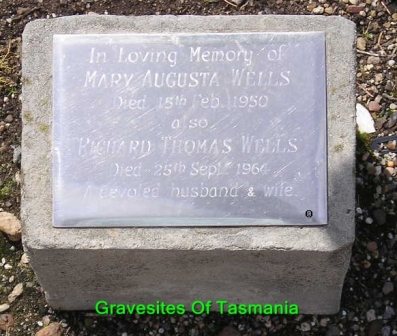 In Loving Memory of
MARY AUGUSTA WELLS
Died 15th Feb. 1950
also
RICHARD THOMAS WELLS
Died 25th Sept. 1964
A devoted husband & wife.
Gravesites Of Tasmania